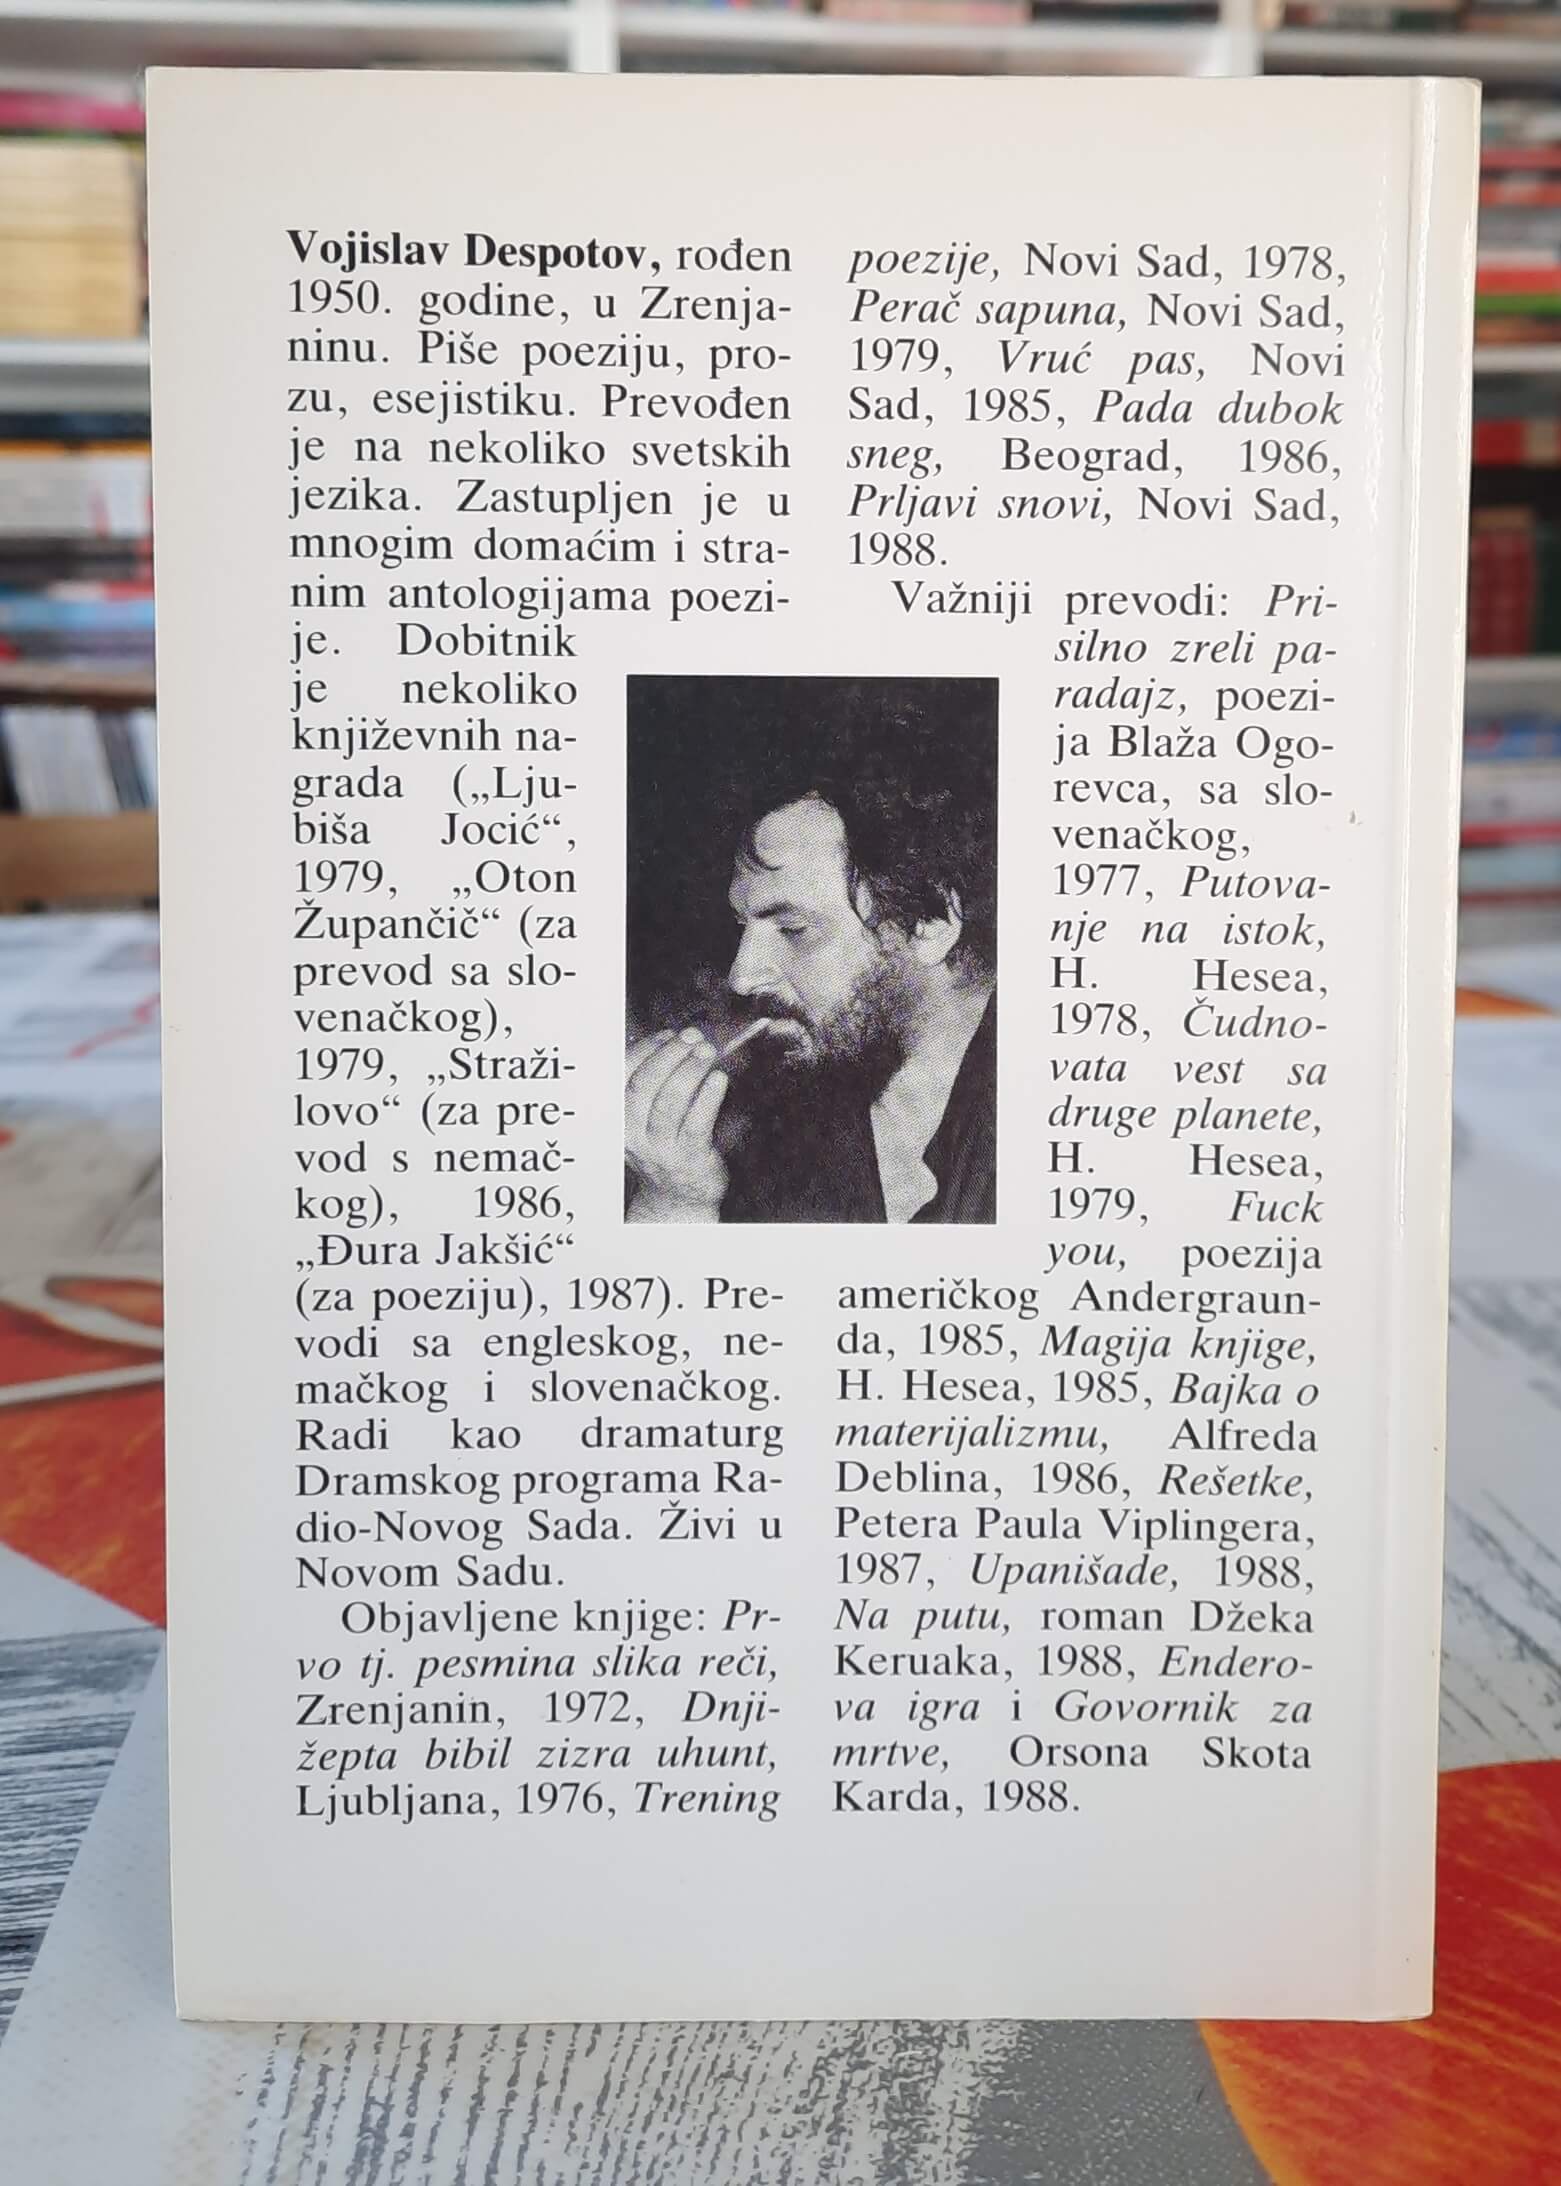 Vojislav Despotov, rođen
1950. godine, u Zrenja-
ninu. Piše poeziju, pro-
zu, esejistiku. Prevođen
je na nekoliko svetskih
jezika. Zastupljen je u
mnogim domaćim i stra-
nim antologijama poezi-
je. Dobitnik
je nekoliko
književnih na-
grada („Lju-
biša Jocić“,
1979, „Oton
Župančič“ (za
prevod sa slo-
venačkog),
1979, „Straži-
lovo“ (za pre-
vod s nemač-
kog), 1986,
„Đura Jakšić“
(za poeziju), 1987). Pre-
vodi sa engleskog, ne-
mačkog i slovenačkog.
Radi kao dramaturg
Dramskog programa Ra-
dio-Novog Sada. Živi u
Novom Sadu.
Objavljene knjige: Pr-
vo tj. pesmina slika reči,
Zrenjanin, 1972, Dnji-
žepta bibil zizra uhunt,
Ljubljana, 1976, Trening
poezije, Novi Sad, 1978,
Perač sapuna, Novi Sad,
1979, Vruć pas, Novi
Sad, 1985, Pada dubok
sneg, Beograd, 1986,
Prljavi snovi, Novi Sad,
1988.
Važniji prevodi: Pri-
silno zreli pa-
radajz, poezi-
ja Blaža Ogo-
revca, sa slo-
venačkog,
1977, Putova-
nje na istok,
H. Hesea,
1978, Čudno-
vata vest sa
druge planete,
H. Hesea,
1979, Fuck
you, poezija
američkog Andergraun-
da, 1985, Magija knjige,
H. Hesea, 1985, Bajka o
materijalizmu, Alfreda
Deblina, 1986, Rešetke,
Petera Paula Viplingera,
1987, Upanišade, 1988,
Na putu, roman Džeka
Keruaka, 1988, Endero-
va igra i Govornik za
mrtve, Orsona Skota
Karda, 1988.